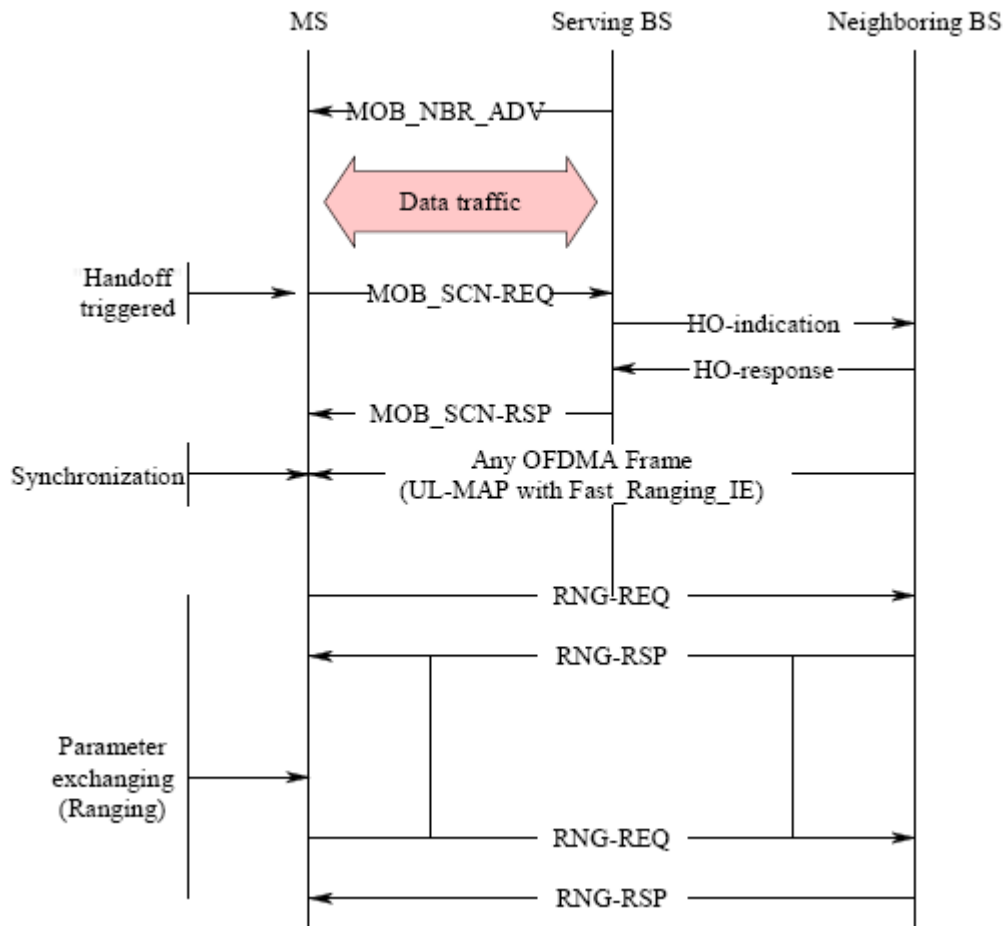 MS
Serving BS
Neighboring BS
MOB_NBR_ADV
Data traffic
Handoff
triggered
MOB_SCN-REQ
HO-indication
HO-response
MOB_SCN-RSP
Synchronization
Any OFDMA Frame
(UL-MAP with Fast_Ranging_IE)
RNG-REQ
RNG-RSP
Parameter
exchanging
(Ranging)
RNG-REQ
RNG-RSP